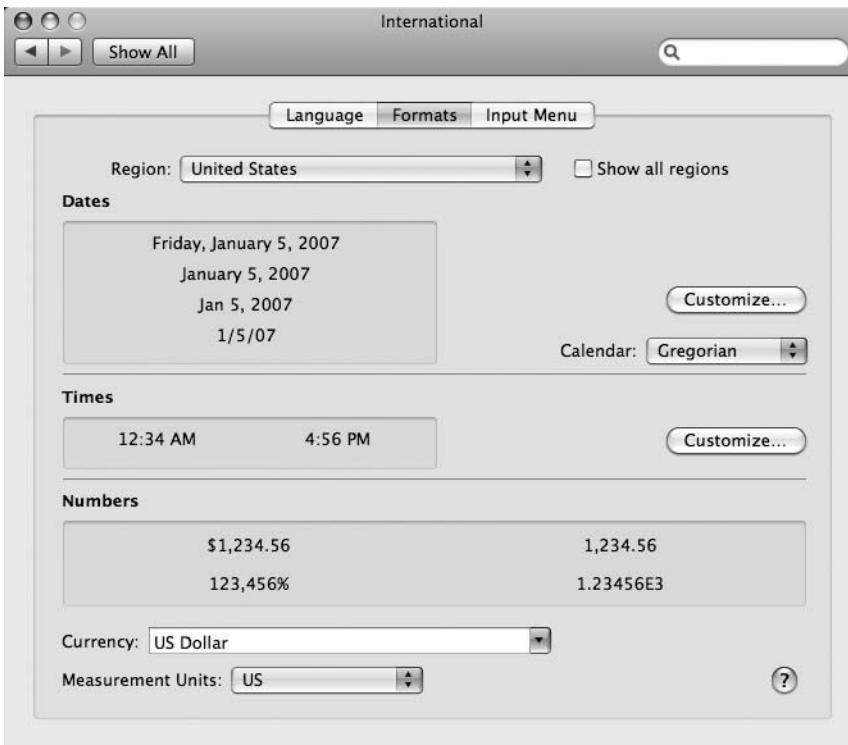 International
Show All
Language Formats Input Menu
Region: United States Show all regions
Dates
Friday, January 5, 2007
January 5, 2007
Jan 5, 2007
1/5/07
Customize...
Calendar: Gregorian
Times
12:34 AM 4:56 PM
Customize...
Numbers
$1,234.56 1,234.56
123,456% 1.23456E3
Currency: US Dollar
Measurement Units: US
?